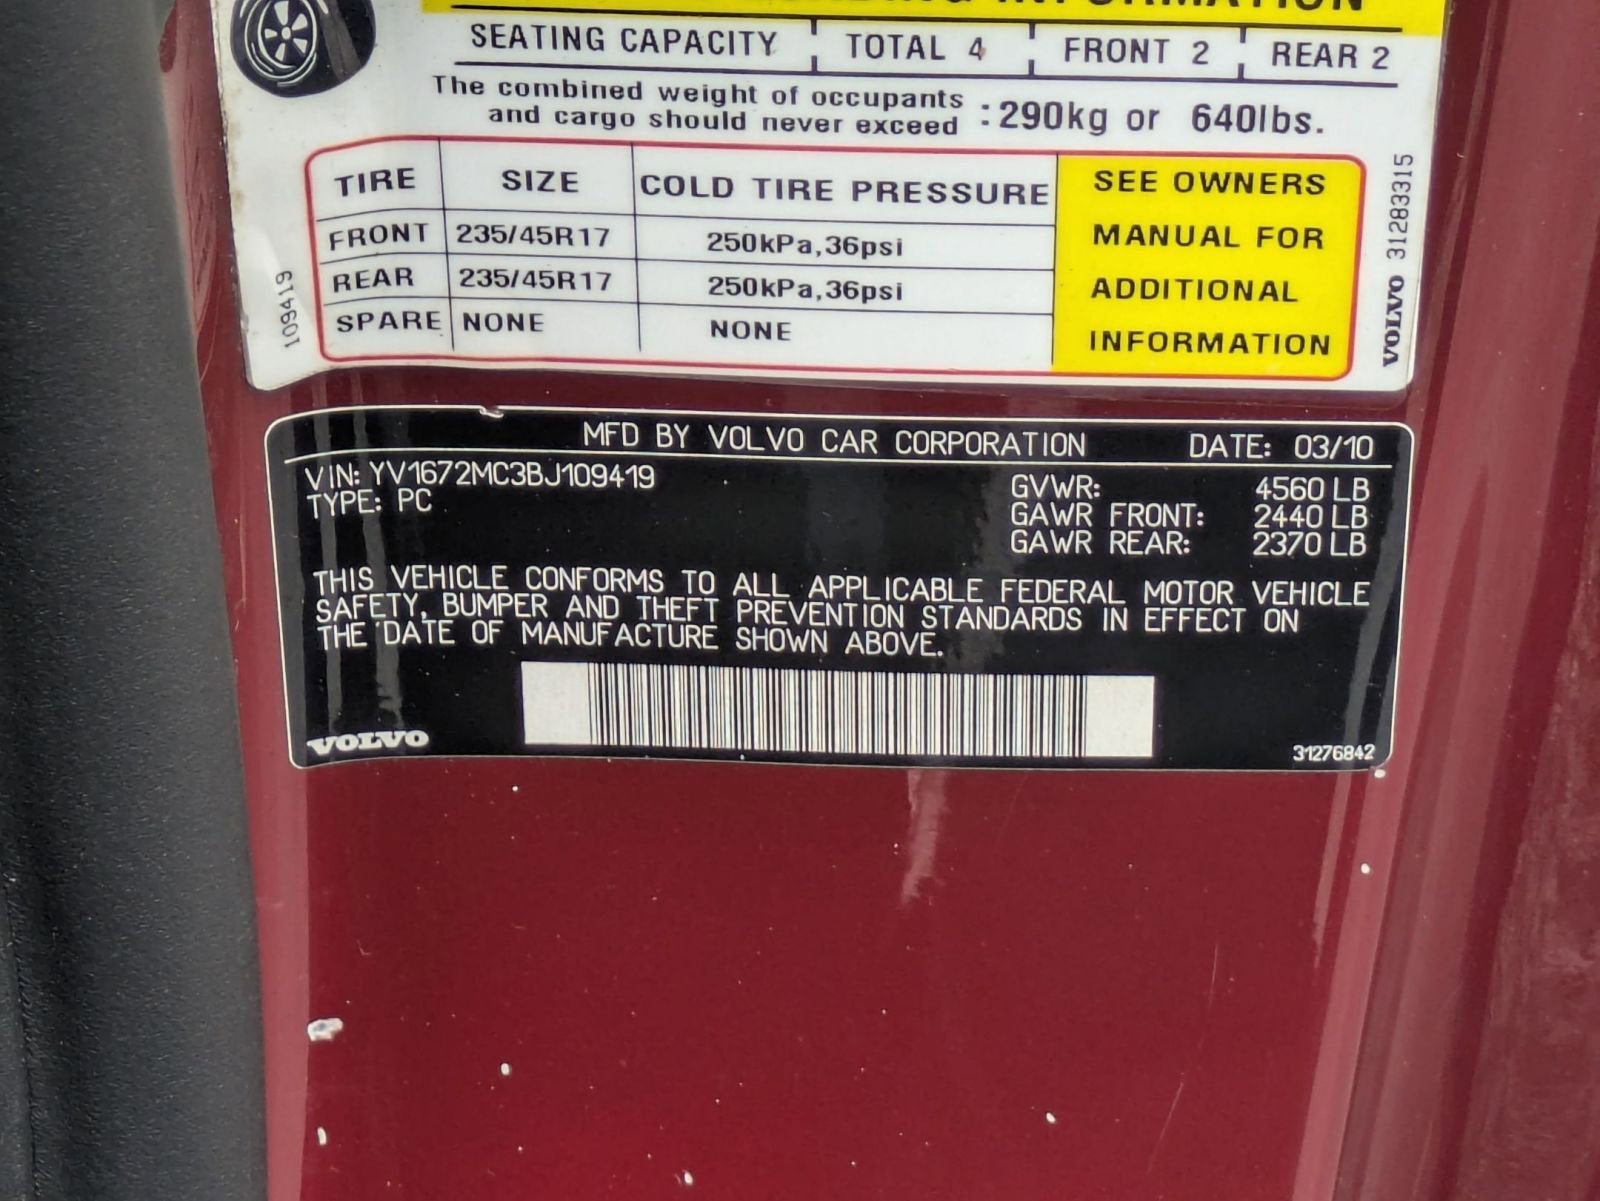 LOADING INFORMATION
SEATING CAPACITY TOTAL 4 FRONT 2 REAR 2
The combined weight of occupants
and cargo should never exceed : 290kg or 640lbs.
TIRE SIZE COLD TIRE PRESSURE
FRONT 235/45R17 250kPa,36psi
REAR 235/45R17 250kPa,36psi
SPARE NONE NONE
SEE OWNERS
MANUAL FOR
ADDITIONAL
INFORMATION
109419
VOLVO 31283315
MFD BY VOLVO CAR CORPORATION DATE: 03/10
VIN: YV1672MC3BJ109419
TYPE: PC
GVWR: 4560 LB
GAWR FRONT: 2440 LB
GAWR REAR: 2370 LB
THIS VEHICLE CONFORMS TO ALL APPLICABLE FEDERAL MOTOR VEHICLE
SAFETY, BUMPER AND THEFT PREVENTION STANDARDS IN EFFECT ON
THE DATE OF MANUFACTURE SHOWN ABOVE.
VOLVO
31276842